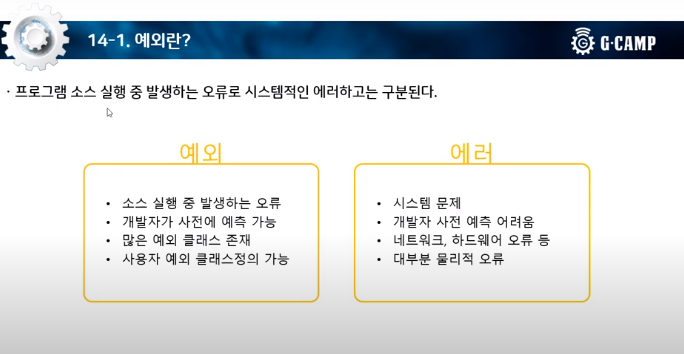 14-1. 예외란?
G·CAMP
· 프로그램 소스 실행 중 발생하는 오류로 시스템적인 에러하고는 구분된다.
예외
• 소스 실행 중 발생하는 오류
• 개발자가 사전에 예측 가능
• 많은 예외 클래스 존재
• 사용자 예외 클래스정의 가능
에러
• 시스템 문제
• 개발자 사전 예측 어려움
• 네트워크, 하드웨어 오류 등
• 대부분 물리적 오류